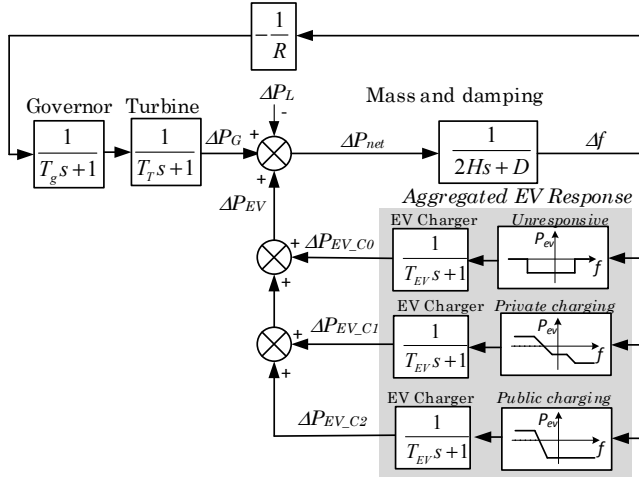 -1/R
Governor
Turbine
Mass and damping
ΔP_L
-
1/(T_g s+1)
1/(T_T s+1)
ΔP_G
+
+
ΔP_net
1/(2Hs+D)
Δf
ΔP_EV
Aggregated EV Response
EV Charger
Unresponsive
ΔP_EV_C0
+
+
1/(T_EV s+1)
P_ev
f
EV Charger
Private charging
ΔP_EV_C1
+
+
1/(T_EV s+1)
P_ev
f
EV Charger
Public charging
ΔP_EV_C2
1/(T_EV s+1)
P_ev
f